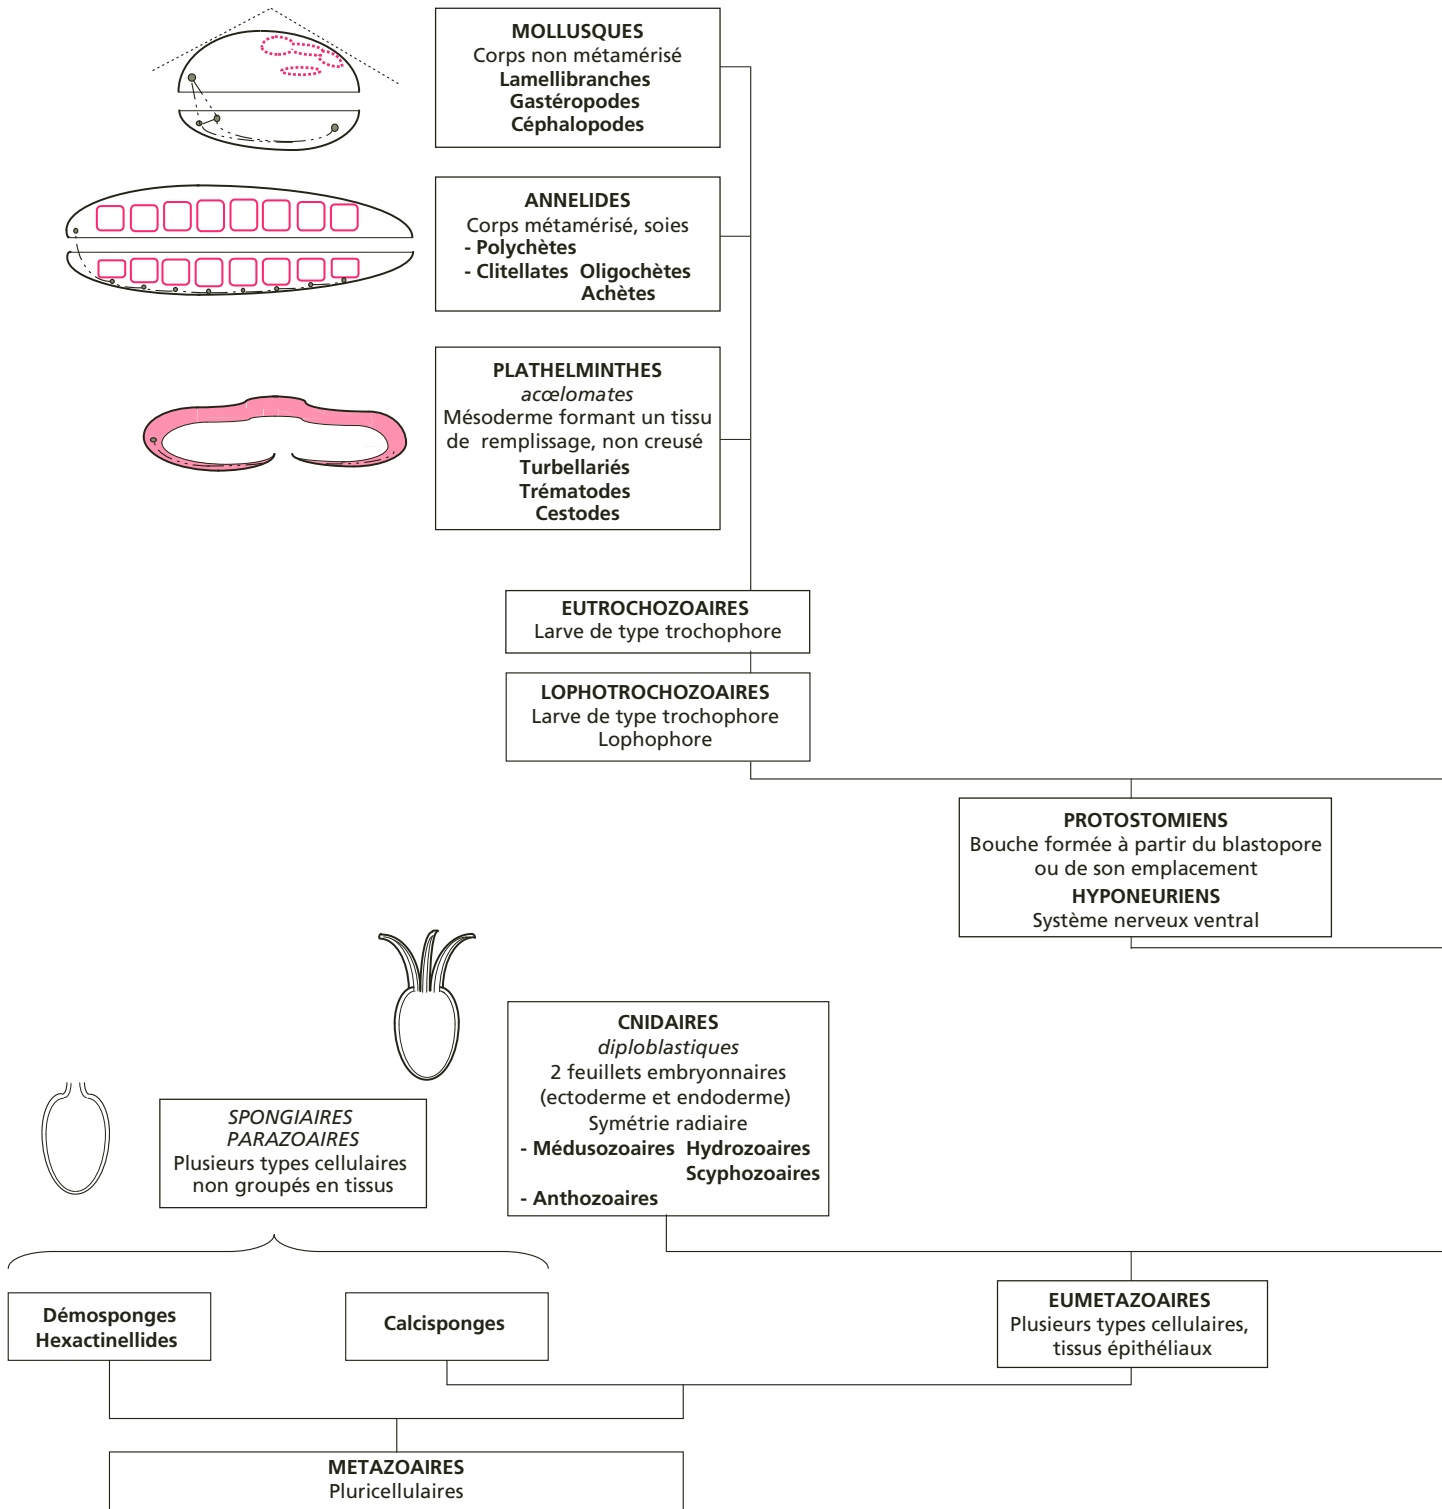 MOLLUSQUES
Corps non métamérisé
Lamellibranches
Gastéropodes
Céphalopodes
ANNELIDES
Corps métamérisé, soies
- Polychètes
- Clitellates Oligochètes
Achètes
PLATHELMINTHES
acœlomates
Mésoderme formant un tissu
de remplissage, non creusé
Turbellariés
Trématodes
Cestodes
EUTROCHOZOAIRES
Larve de type trochophore
LOPHOTROCHOZOAIRES
Larve de type trochophore
Lophophore
PROTOSTOMIENS
Bouche formée à partir du blastopore
ou de son emplacement
HYPONEURIENS
Système nerveux ventral
CNIDAIRES
diploblastiques
2 feuillets embryonnaires
(ectoderme et endoderme)
Symétrie radiaire
- Médusozoaires Hydrozoaires
Scyphozoaires
- Anthozoaires
SPONGIAIRES
PARAZOAIRES
Plusieurs types cellulaires
non groupés en tissus
Démosponges
Hexactinellides
Calcisponges
EUMETAZOAIRES
Plusieurs types cellulaires,
tissus épithéliaux
METAZOAIRES
Pluricellulaires